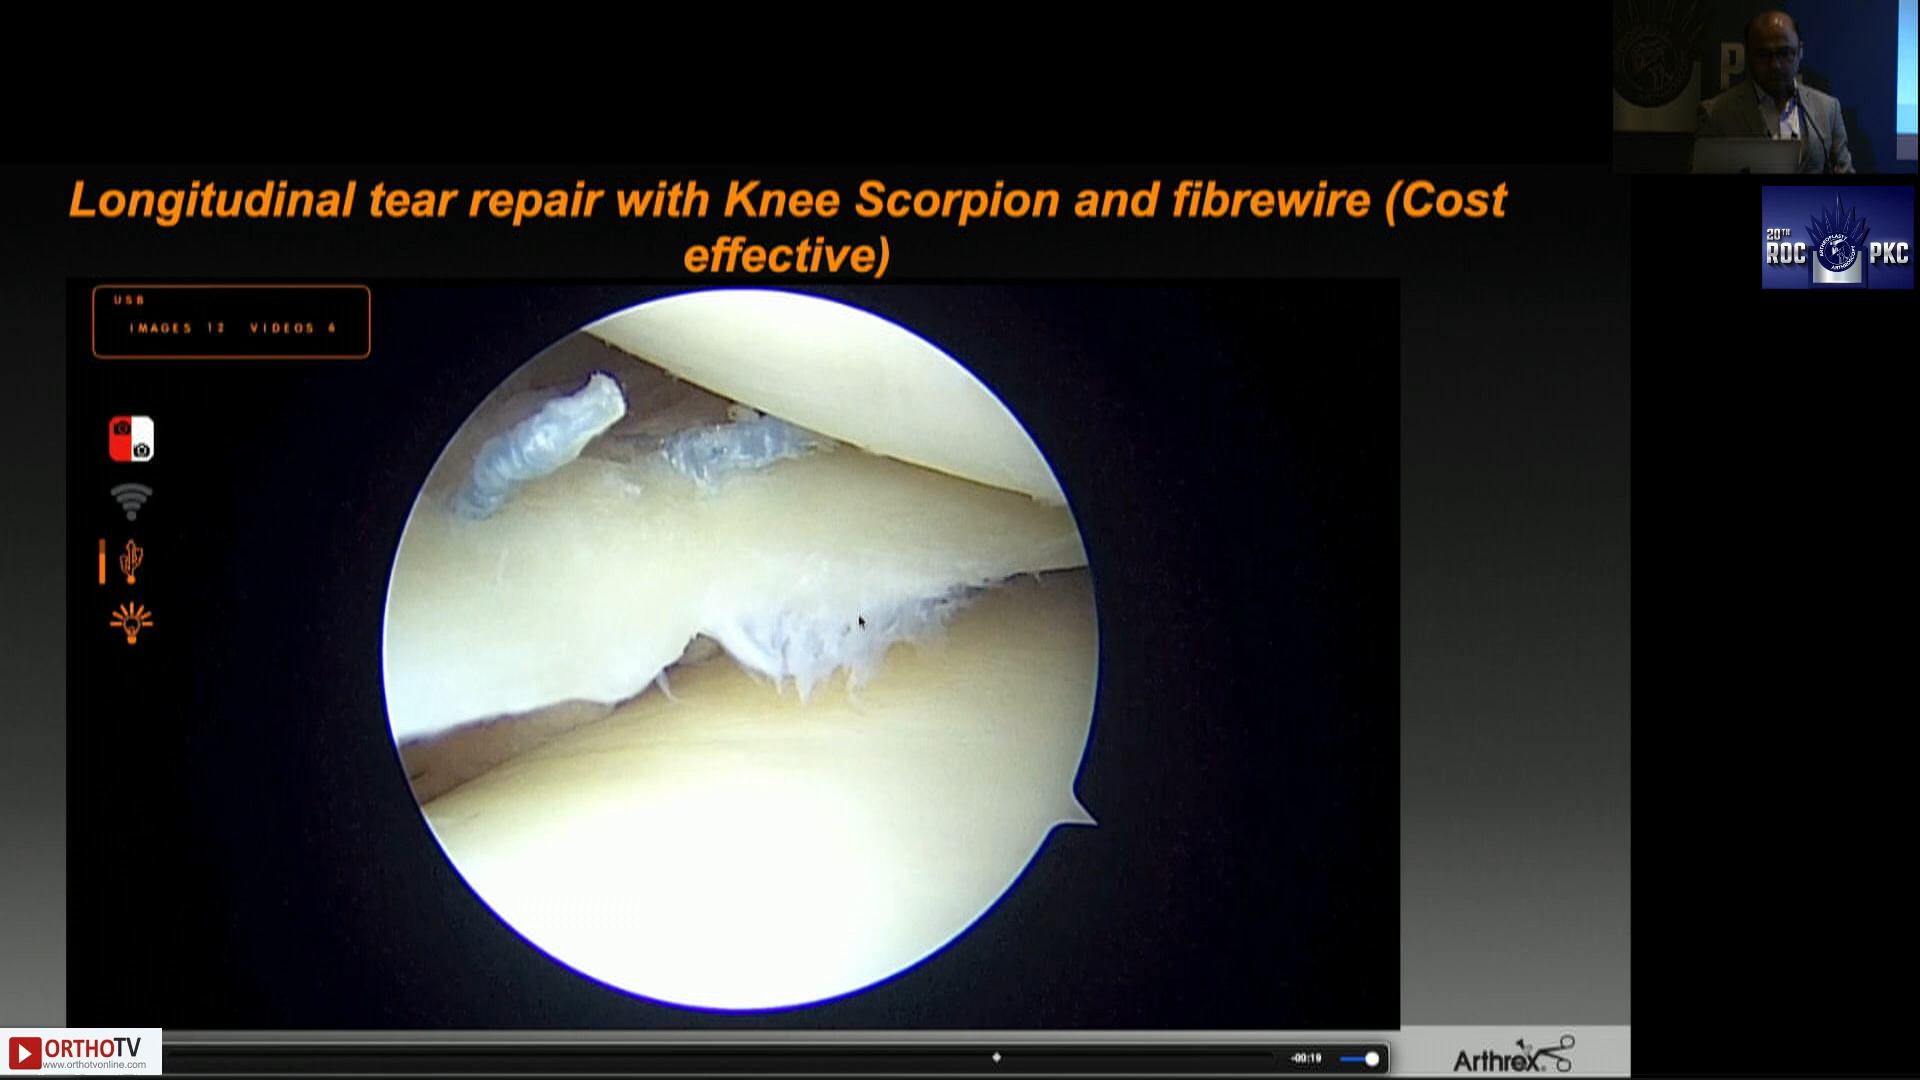 Longitudinal tear repair with Knee Scorpion and fibrewire (Cost
effective)
USB
IMAGES 12 VIDEOS 6
P
20TH
ROC PKC
ORTHOTV
www.orthotvonline.com
-00:19
Arthrex